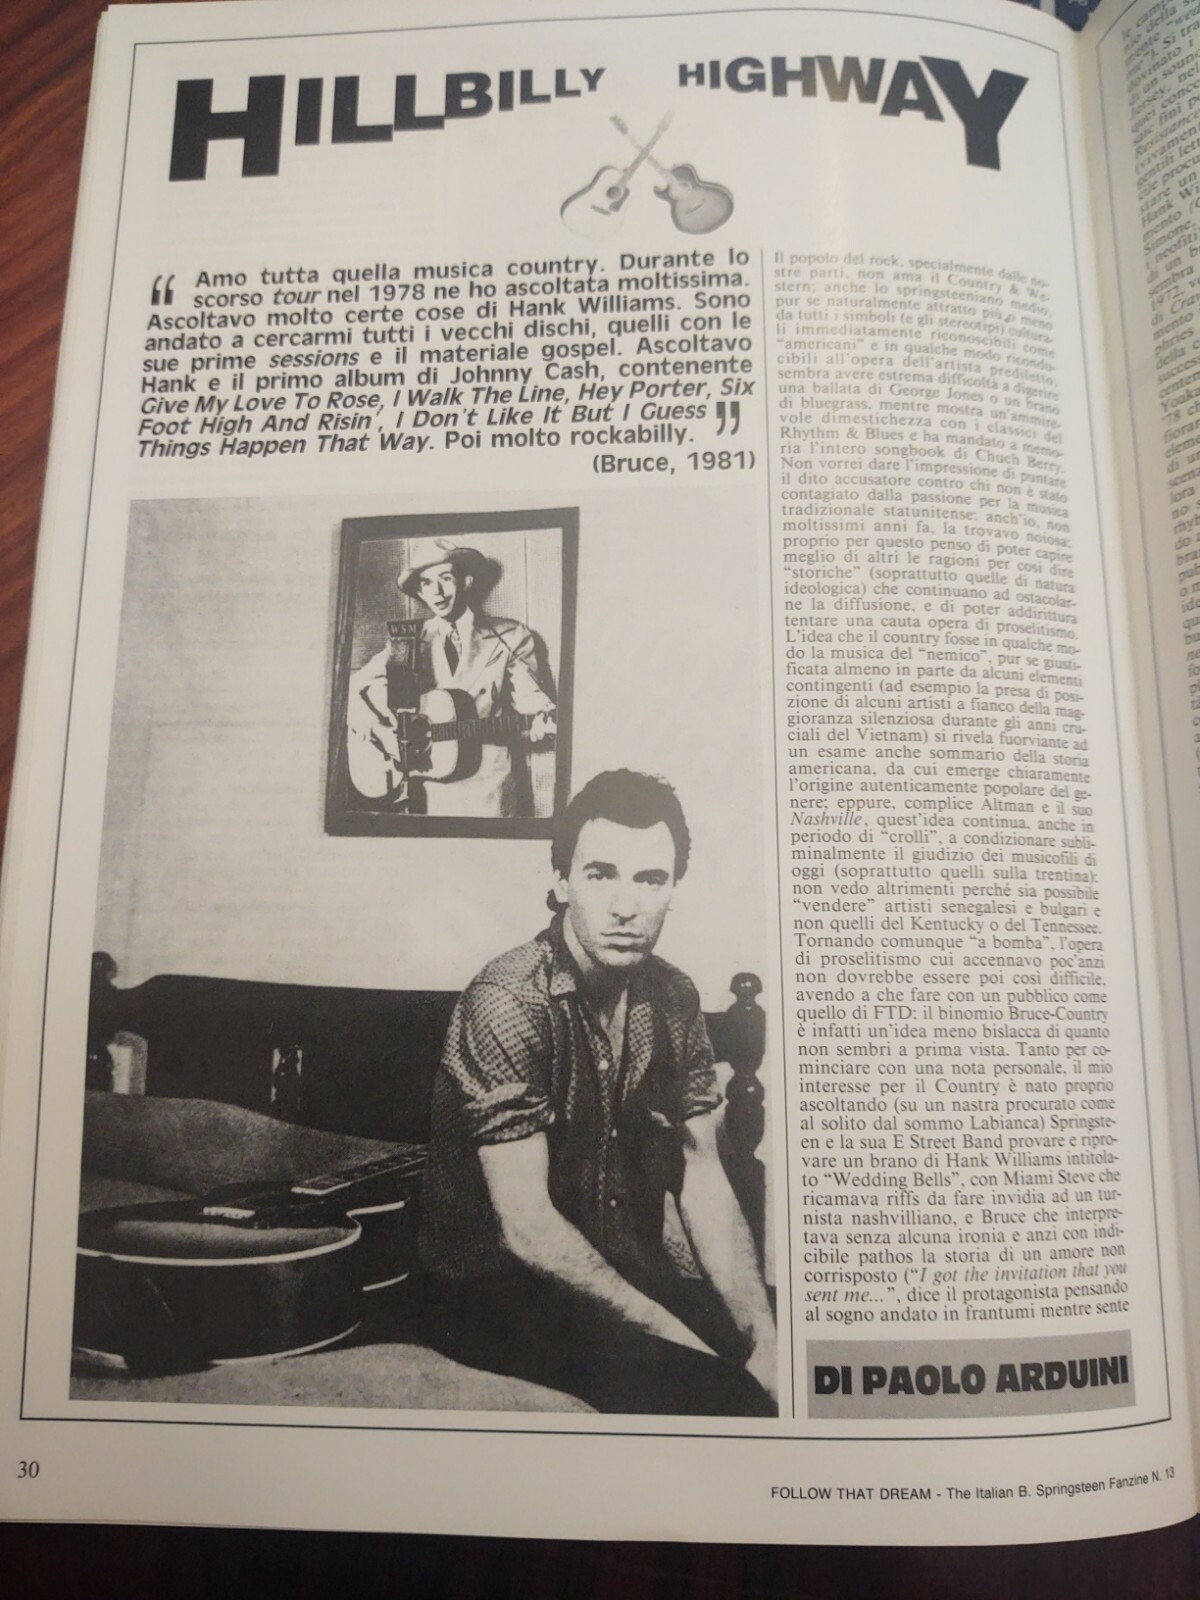 HILLBILLY HIGHWAY
“ Amo tutta quella musica country. Durante lo
scorso tour nel 1978 ne ho ascoltata moltissima.
Ascoltavo molto certe cose di Hank Williams. Sono
andato a cercarmi tutti i vecchi dischi, quelli con le
sue prime sessions e il materiale gospel. Ascoltavo
Hank e il primo album di Johnny Cash, contenente
Give My Love To Rose, I Walk The Line, Hey Porter, Six
Foot High And Risin', I Don't Like It But I Guess
Things Happen That Way. Poi molto rockabilly. ”
(Bruce, 1981)
WSM
Il popolo del rock, specialmente dalle no-
stre parti, non ama il Country & We-
stern; anche lo springsteeniano medio,
pur se naturalmente attratto più o meno
da tutti i simboli (e gli stereotipi) cultura-
li immediatamente riconoscibili come
“americani” e in qualche modo ricondu-
cibili all'opera dell'artista prediletto,
sembra avere estrema difficoltà a digerire
una ballata di George Jones o un brano
di bluegrass, mentre mostra un'ammire-
vole dimestichezza con i classici del
Rhythm & Blues e ha mandato a memo-
ria l'intero songbook di Chuch Berry.
Non vorrei dare l'impressione di puntare
il dito accusatore contro chi non è stato
contagiato dalla passione per la musica
tradizionale statunitense: anch'io, non
moltissimi anni fa, la trovavo noiosa;
proprio per questo penso di poter capire
meglio di altri le ragioni per così dire
“storiche” (soprattutto quelle di natura
ideologica) che continuano ad ostacolar-
ne la diffusione, e di poter addirittura
tentare una cauta opera di proselitismo.
L'idea che il country fosse in qualche mo-
do la musica del “nemico”, pur se giusti-
ficata almeno in parte da alcuni elementi
contingenti (ad esempio la presa di posi-
zione di alcuni artisti a fianco della mag-
gioranza silenziosa durante gli anni cru-
ciali del Vietnam) si rivela fuorviante ad
un esame anche sommario della storia
americana, da cui emerge chiaramente
l'origine autenticamente popolare del ge-
nere; eppure, complice Altman e il suo
Nashville, quest'idea continua, anche in
periodo di “crolli”, a condizionare subli-
minalmente il giudizio dei musicofili di
oggi (soprattutto quelli sulla trentina):
non vedo altrimenti perché sia possibile
“vendere” artisti senegalesi e bulgari e
non quelli del Kentucky o del Tennessee.
Tornando comunque “a bomba”, l'opera
di proselitismo cui accennavo poc'anzi
non dovrebbe essere poi così difficile,
avendo a che fare con un pubblico come
quello di FTD: il binomio Bruce-Country
è infatti un'idea meno bislacca di quanto
non sembri a prima vista. Tanto per co-
minciare con una nota personale, il mio
interesse per il Country è nato proprio
ascoltando (su un nastra procurato come
al solito dal sommo Labianca) Springste-
en e la sua E Street Band provare e ripro-
vare un brano di Hank Williams intitola-
to “Wedding Bells”, con Miami Steve che
ricamava riffs da fare invidia ad un tur-
nista nashvilliano, e Bruce che interpre-
tava senza alcuna ironia e anzi con indi-
cibile pathos la storia di un amore non
corrisposto (“I got the invitation that you
sent me...”, dice il protagonista pensando
al sogno andato in frantumi mentre sente
DI PAOLO ARDUINI
30
FOLLOW THAT DREAM - The Italian B. Springsteen Fanzine N. 13